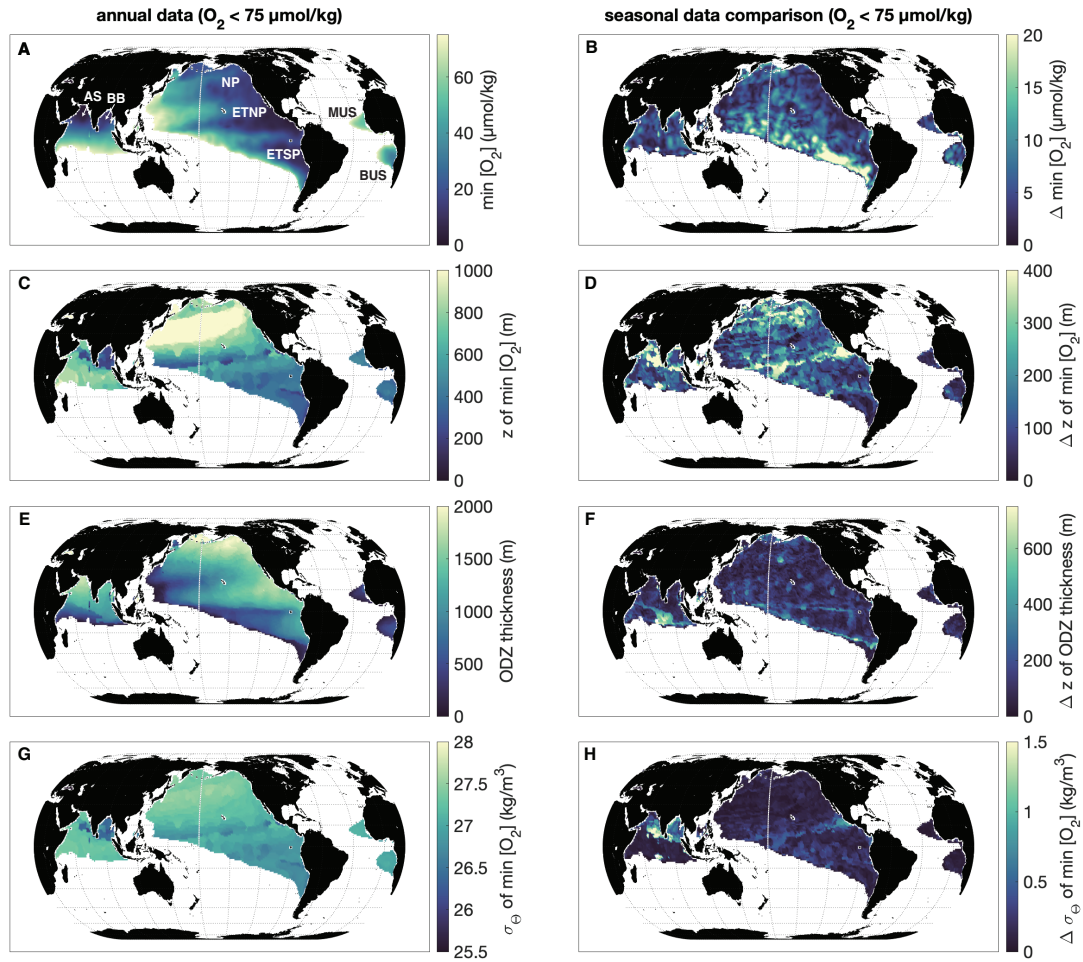 annual data (O2 < 75 µmol/kg)
seasonal data comparison (O2 < 75 µmol/kg)
A
NP
AS BB
ETNP
MUS
ETSP
BUS
60
40
20
0
min [O2] (µmol/kg)
B
20
15
10
5
0
Δ min [O2] (µmol/kg)
C
1000
800
600
400
200
0
z of min [O2] (m)
D
400
300
200
100
0
Δ z of min [O2] (m)
E
2000
1500
1000
500
0
ODZ thickness (m)
F
600
400
200
0
Δ z of ODZ thickness (m)
G
28
27.5
27
26.5
26
25.5
σΘ of min [O2] (kg/m3)
H
1.5
1
0.5
0
Δ σΘ of min [O2] (kg/m3)